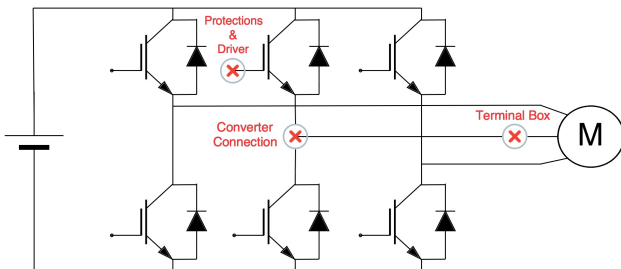 Protections
&
Driver
Converter
Connection
Terminal Box
M